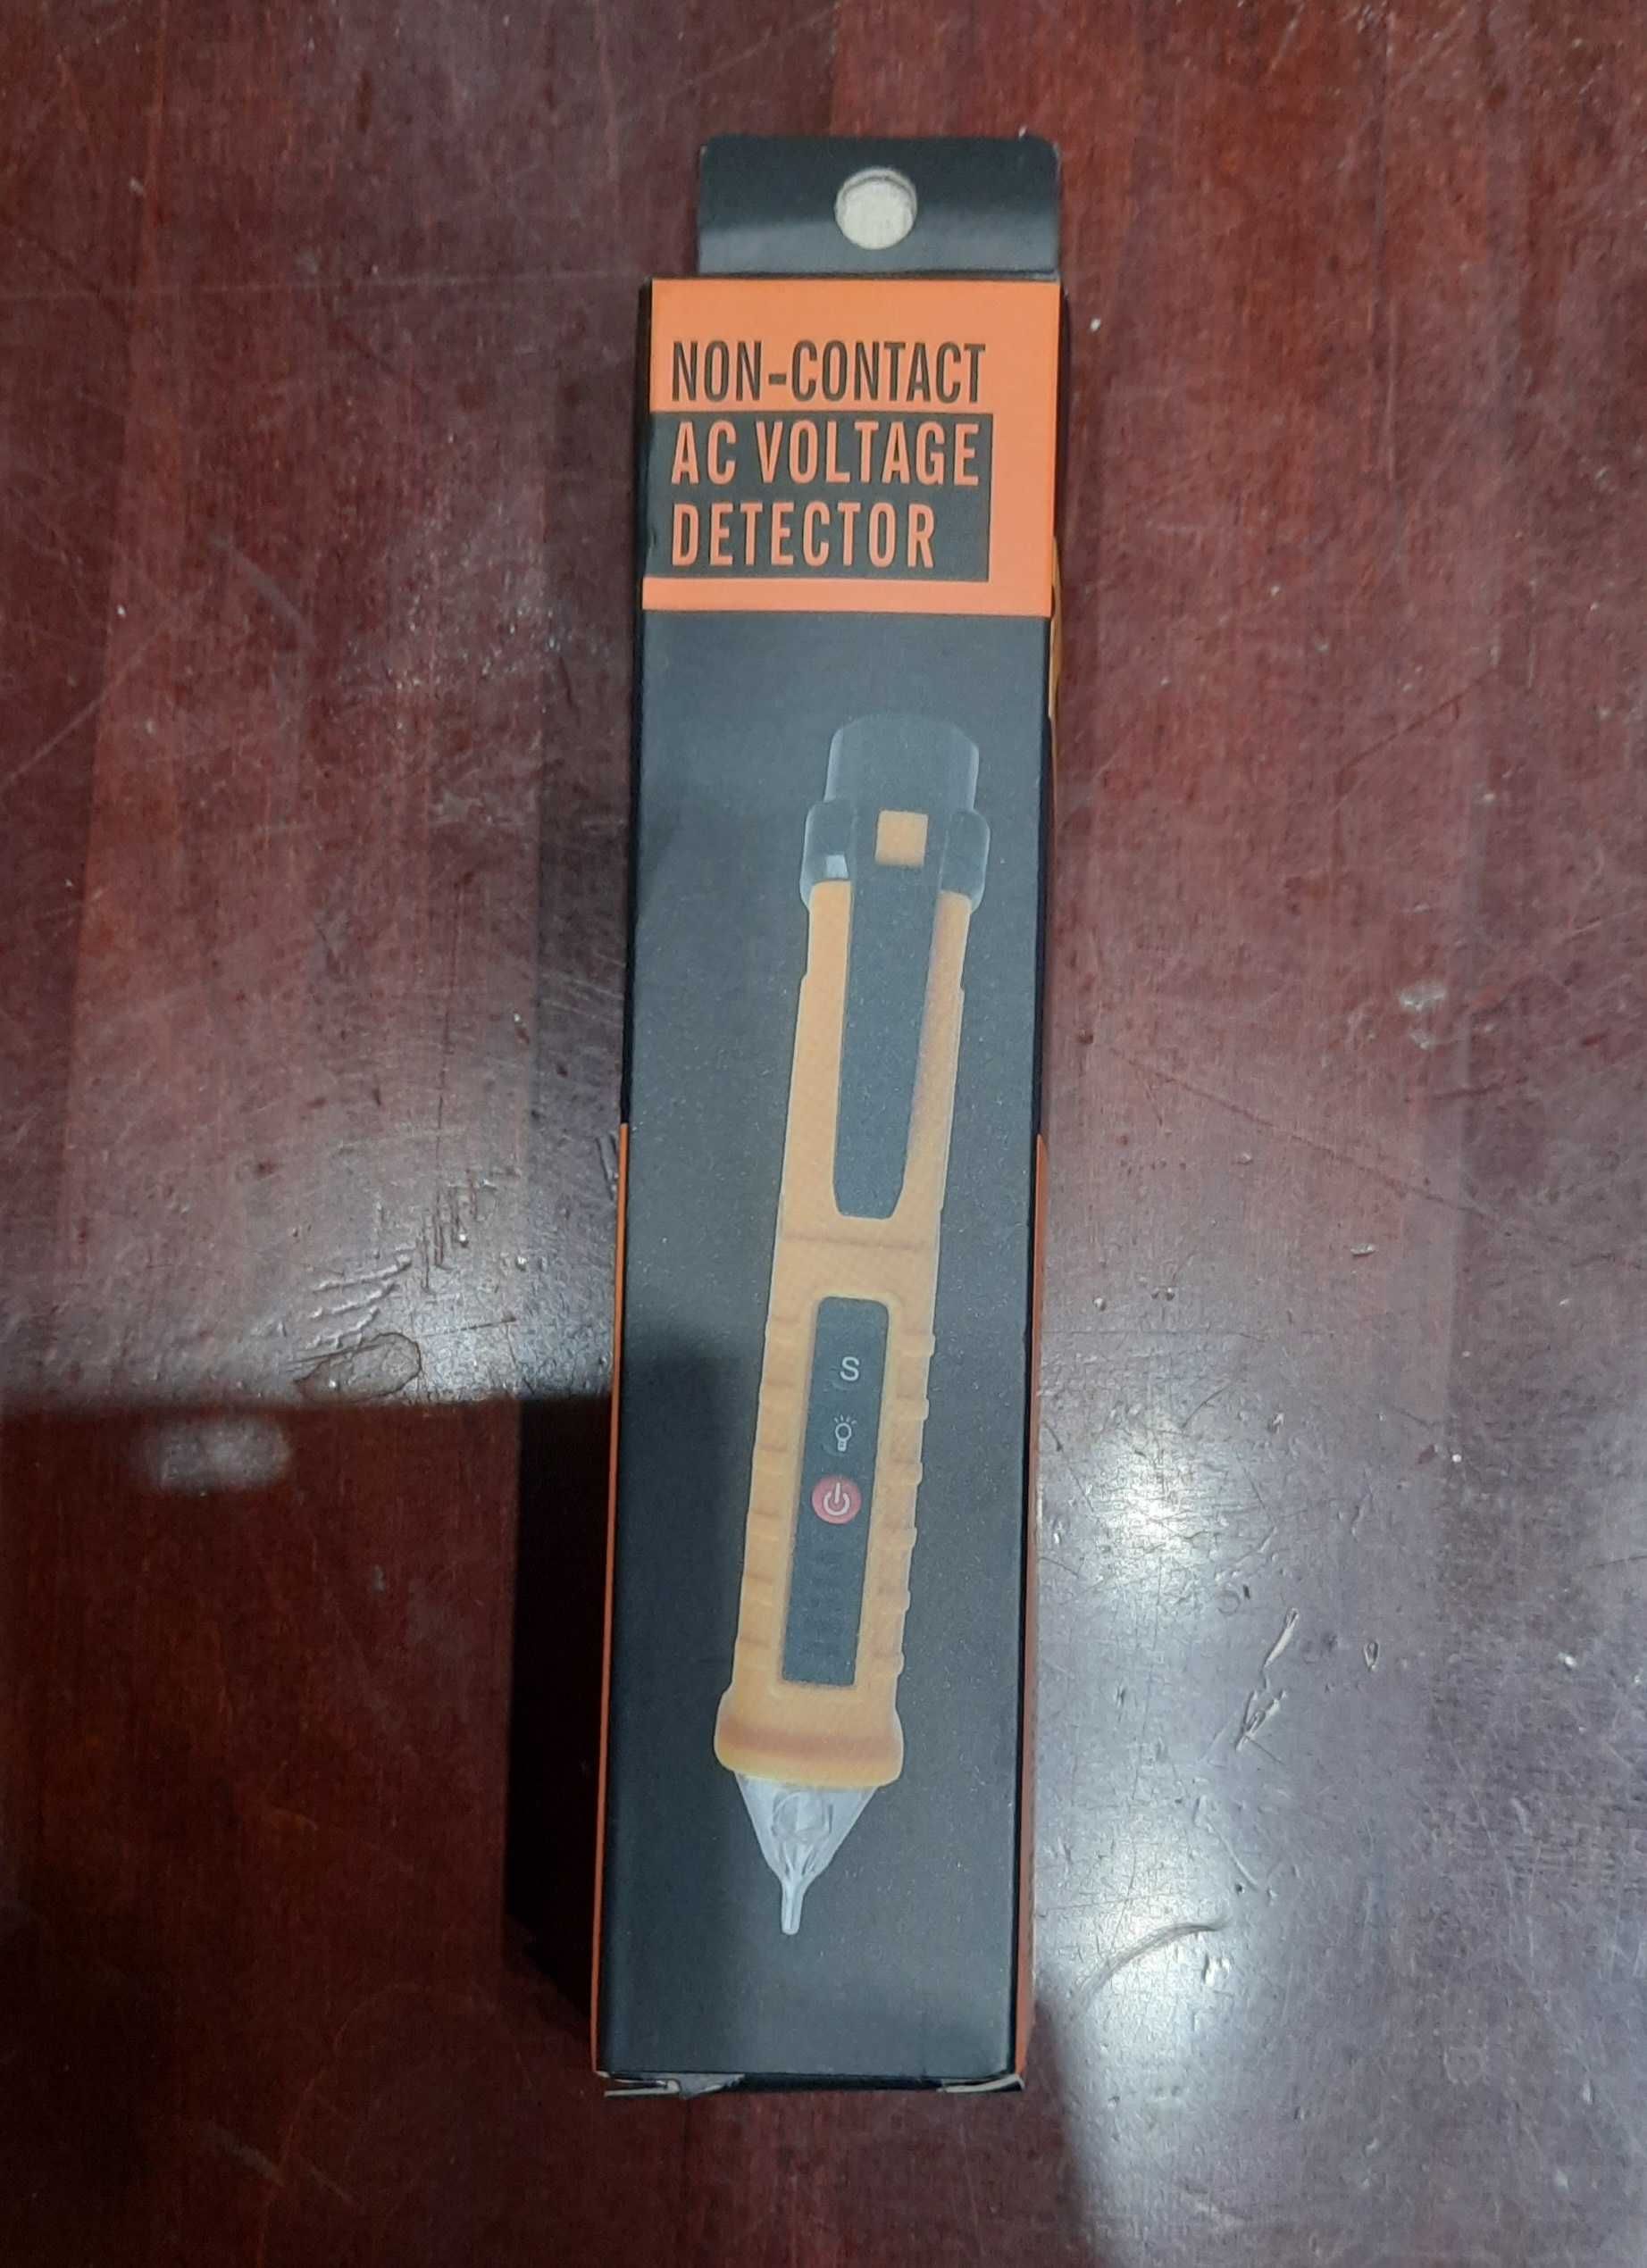 NON-CONTACT
AC VOLTAGE
DETECTOR
S